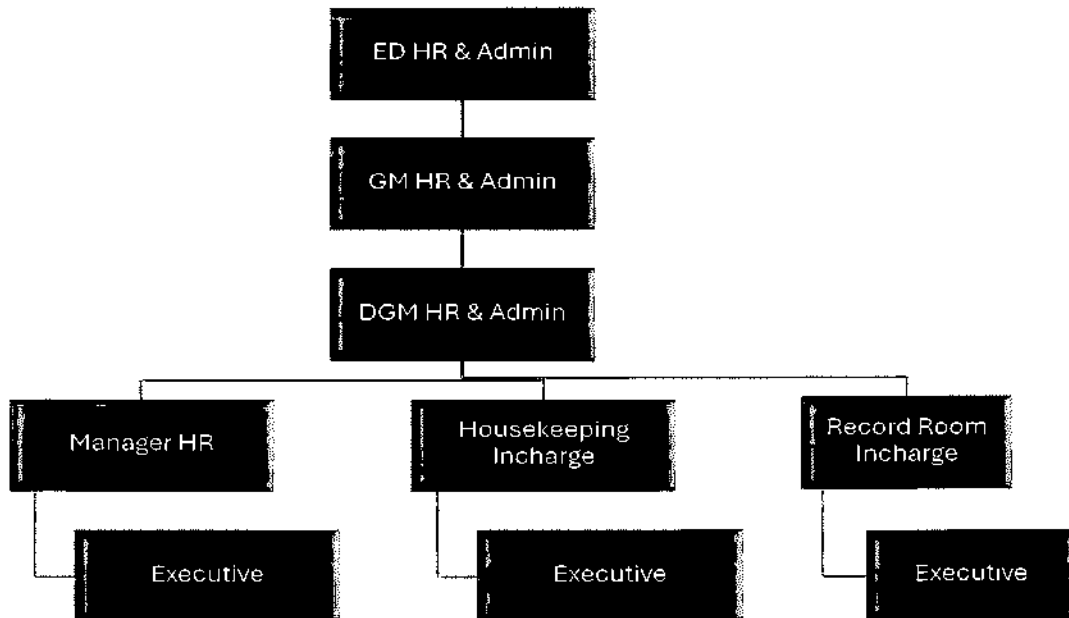 ED HR & Admin
GM HR & Admin
DGM HR & Admin
Manager HR
Housekeeping
Incharge
Record Room
Incharge
Executive
Executive
Executive